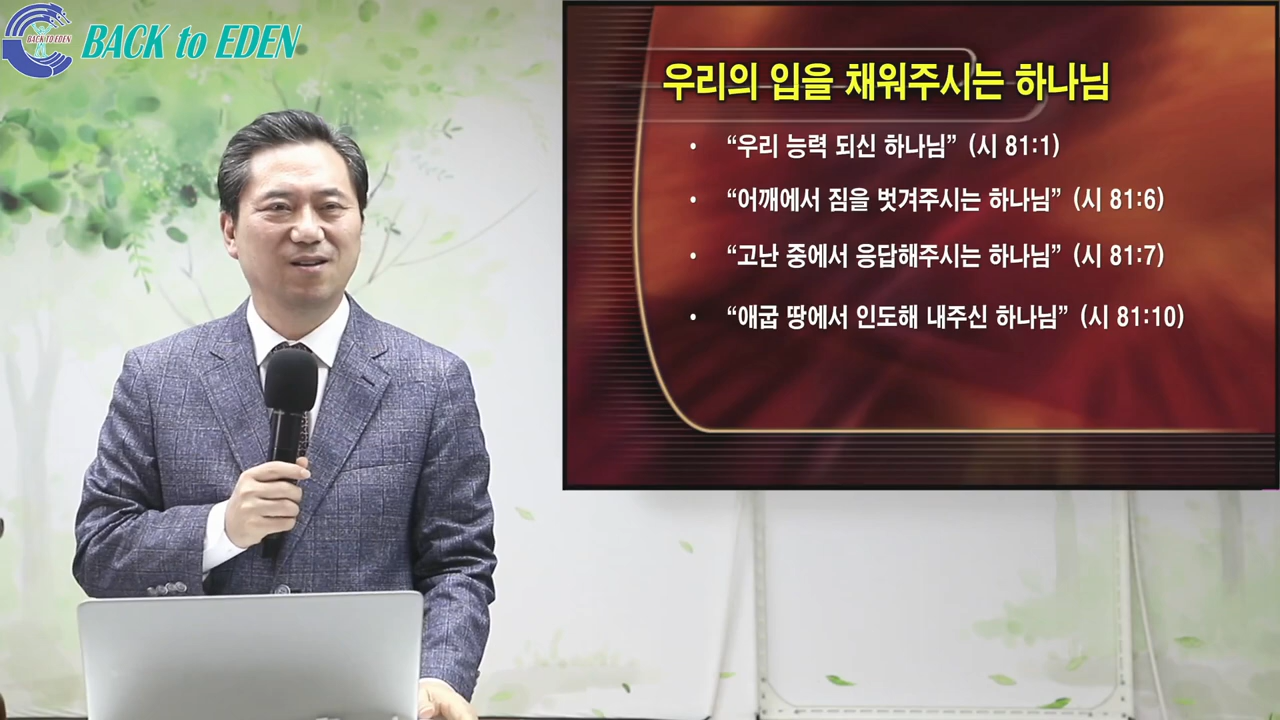 BACK TO EDEN
BACK to EDEN
우리의 입을 채워주시는 하나님
• “우리 능력 되신 하나님” (시 81:1)
• “어깨에서 짐을 벗겨주시는 하나님” (시 81:6)
• “고난 중에서 응답해주시는 하나님” (시 81:7)
• “애굽 땅에서 인도해 내주신 하나님” (시 81:10)